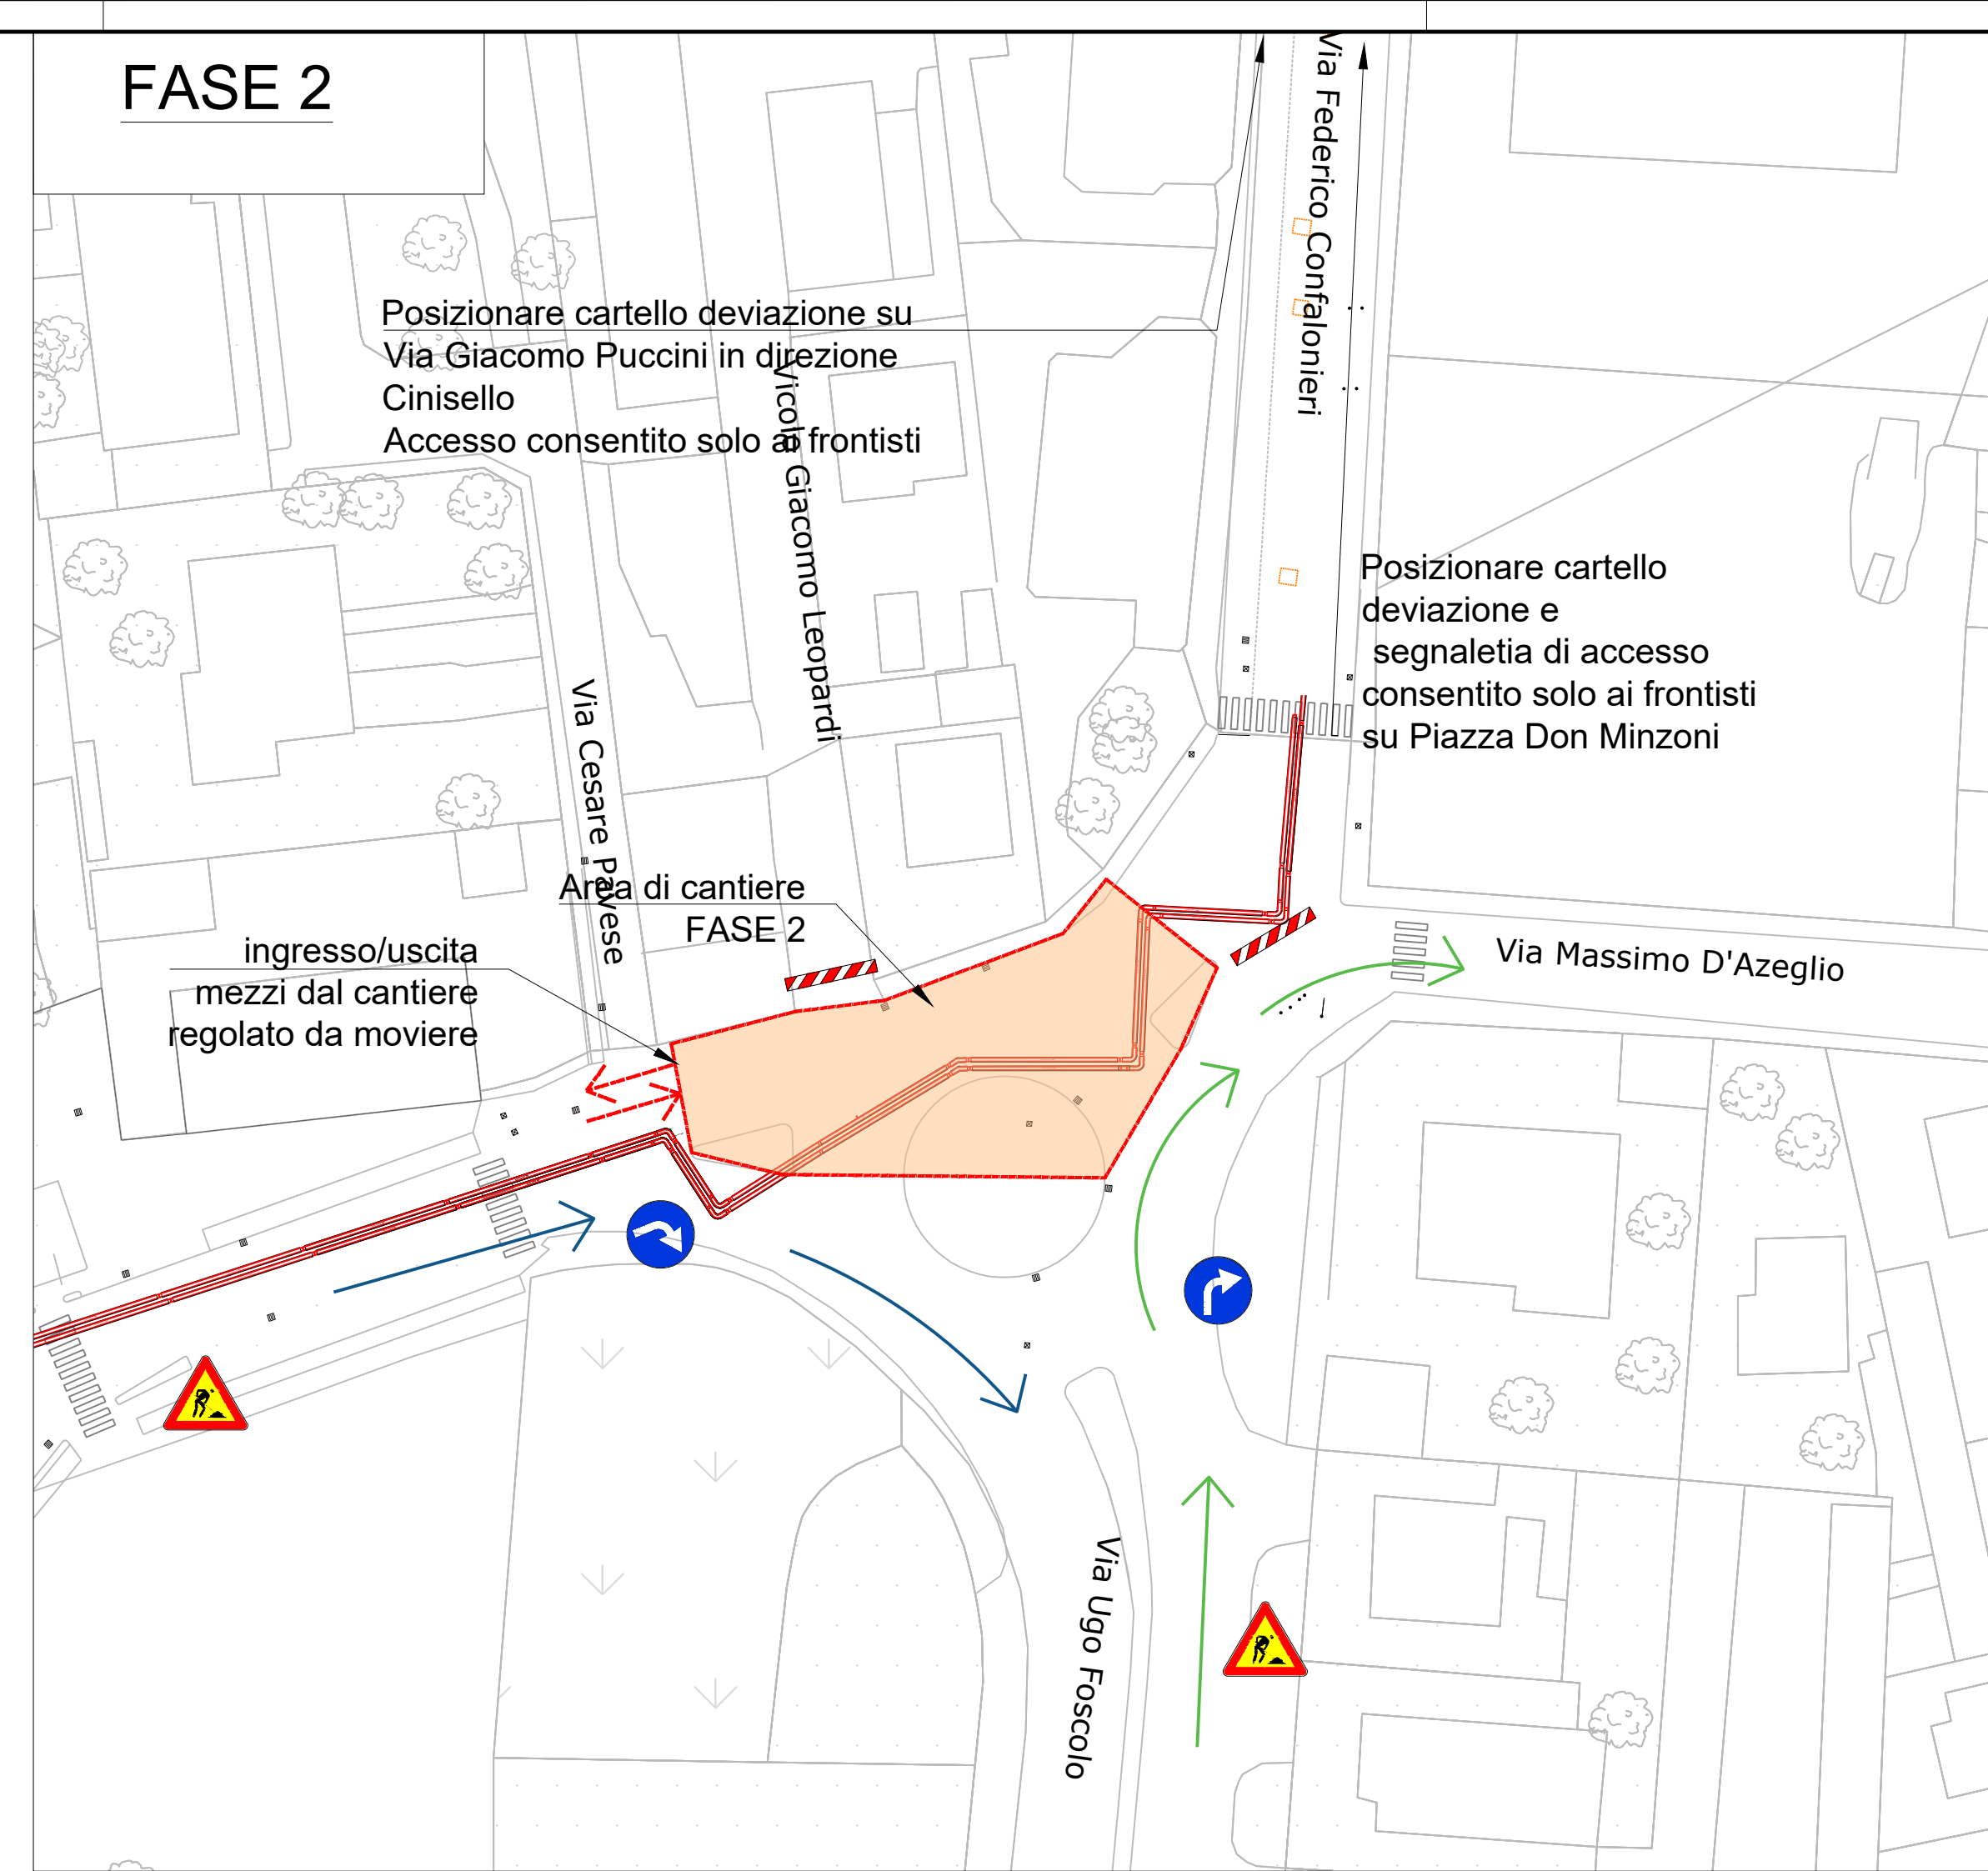 FASE 2
Via Federico Confalonieri
Posizionare cartello deviazione su
Via Giacomo Puccini in direzione
Cinisello
Accesso consentito solo ai frontisti
Vicolo Giacomo Leopardi
Posizionare cartello
deviazione e
segnaletia di accesso
consentito solo ai frontisti
su Piazza Don Minzoni
Via Cesare Pavese
Area di cantiere
FASE 2
ingresso/uscita
mezzi dal cantiere
regolato da moviere
Via Massimo D'Azeglio
Via Ugo Foscolo